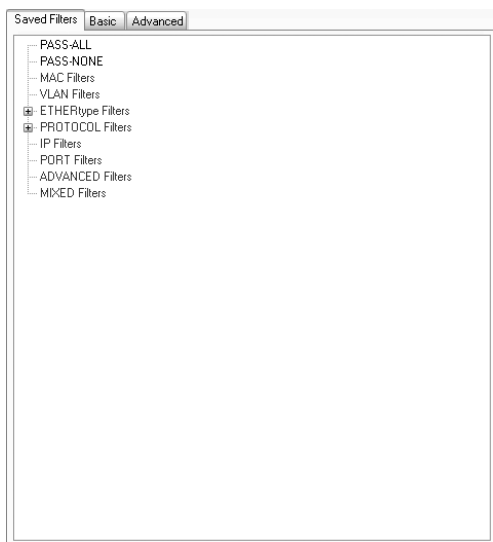 Saved Filters Basic Advanced
PASS-ALL
PASS-NONE
MAC Filters
VLAN Filters
ETHERtype Filters
PROTOCOL Filters
IP Filters
PORT Filters
ADVANCED Filters
MIXED Filters